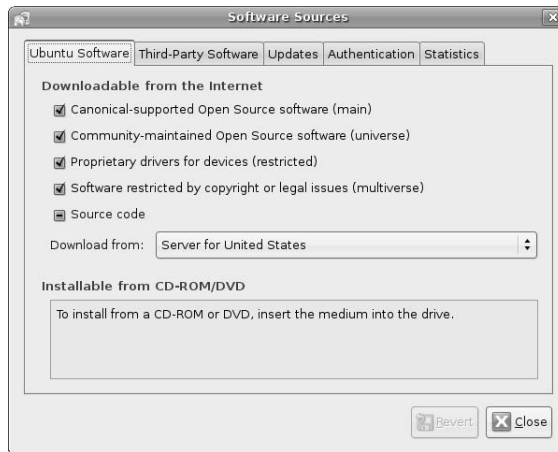 Software Sources
Ubuntu Software Third-Party Software Updates Authentication Statistics
Downloadable from the Internet
Canonical-supported Open Source software (main)
Community-maintained Open Source software (universe)
Proprietary drivers for devices (restricted)
Software restricted by copyright or legal issues (multiverse)
Source code
Download from: Server for United States
Installable from CD-ROM/DVD
To install from a CD-ROM or DVD, insert the medium into the drive.
Revert Close